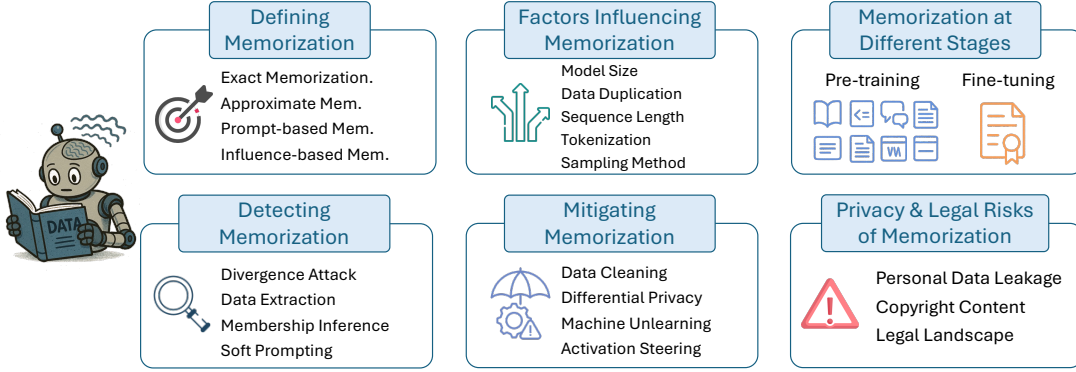 Defining
Memorization
Exact Memorization.
Approximate Mem.
Prompt-based Mem.
Influence-based Mem.
Factors Influencing
Memorization
Model Size
Data Duplication
Sequence Length
Tokenization
Sampling Method
Memorization at
Different Stages
Pre-training
Fine-tuning
DATA
Detecting
Memorization
Divergence Attack
Data Extraction
Membership Inference
Soft Prompting
Mitigating
Memorization
Data Cleaning
Differential Privacy
Machine Unlearning
Activation Steering
Privacy & Legal Risks
of Memorization
Personal Data Leakage
Copyright Content
Legal Landscape